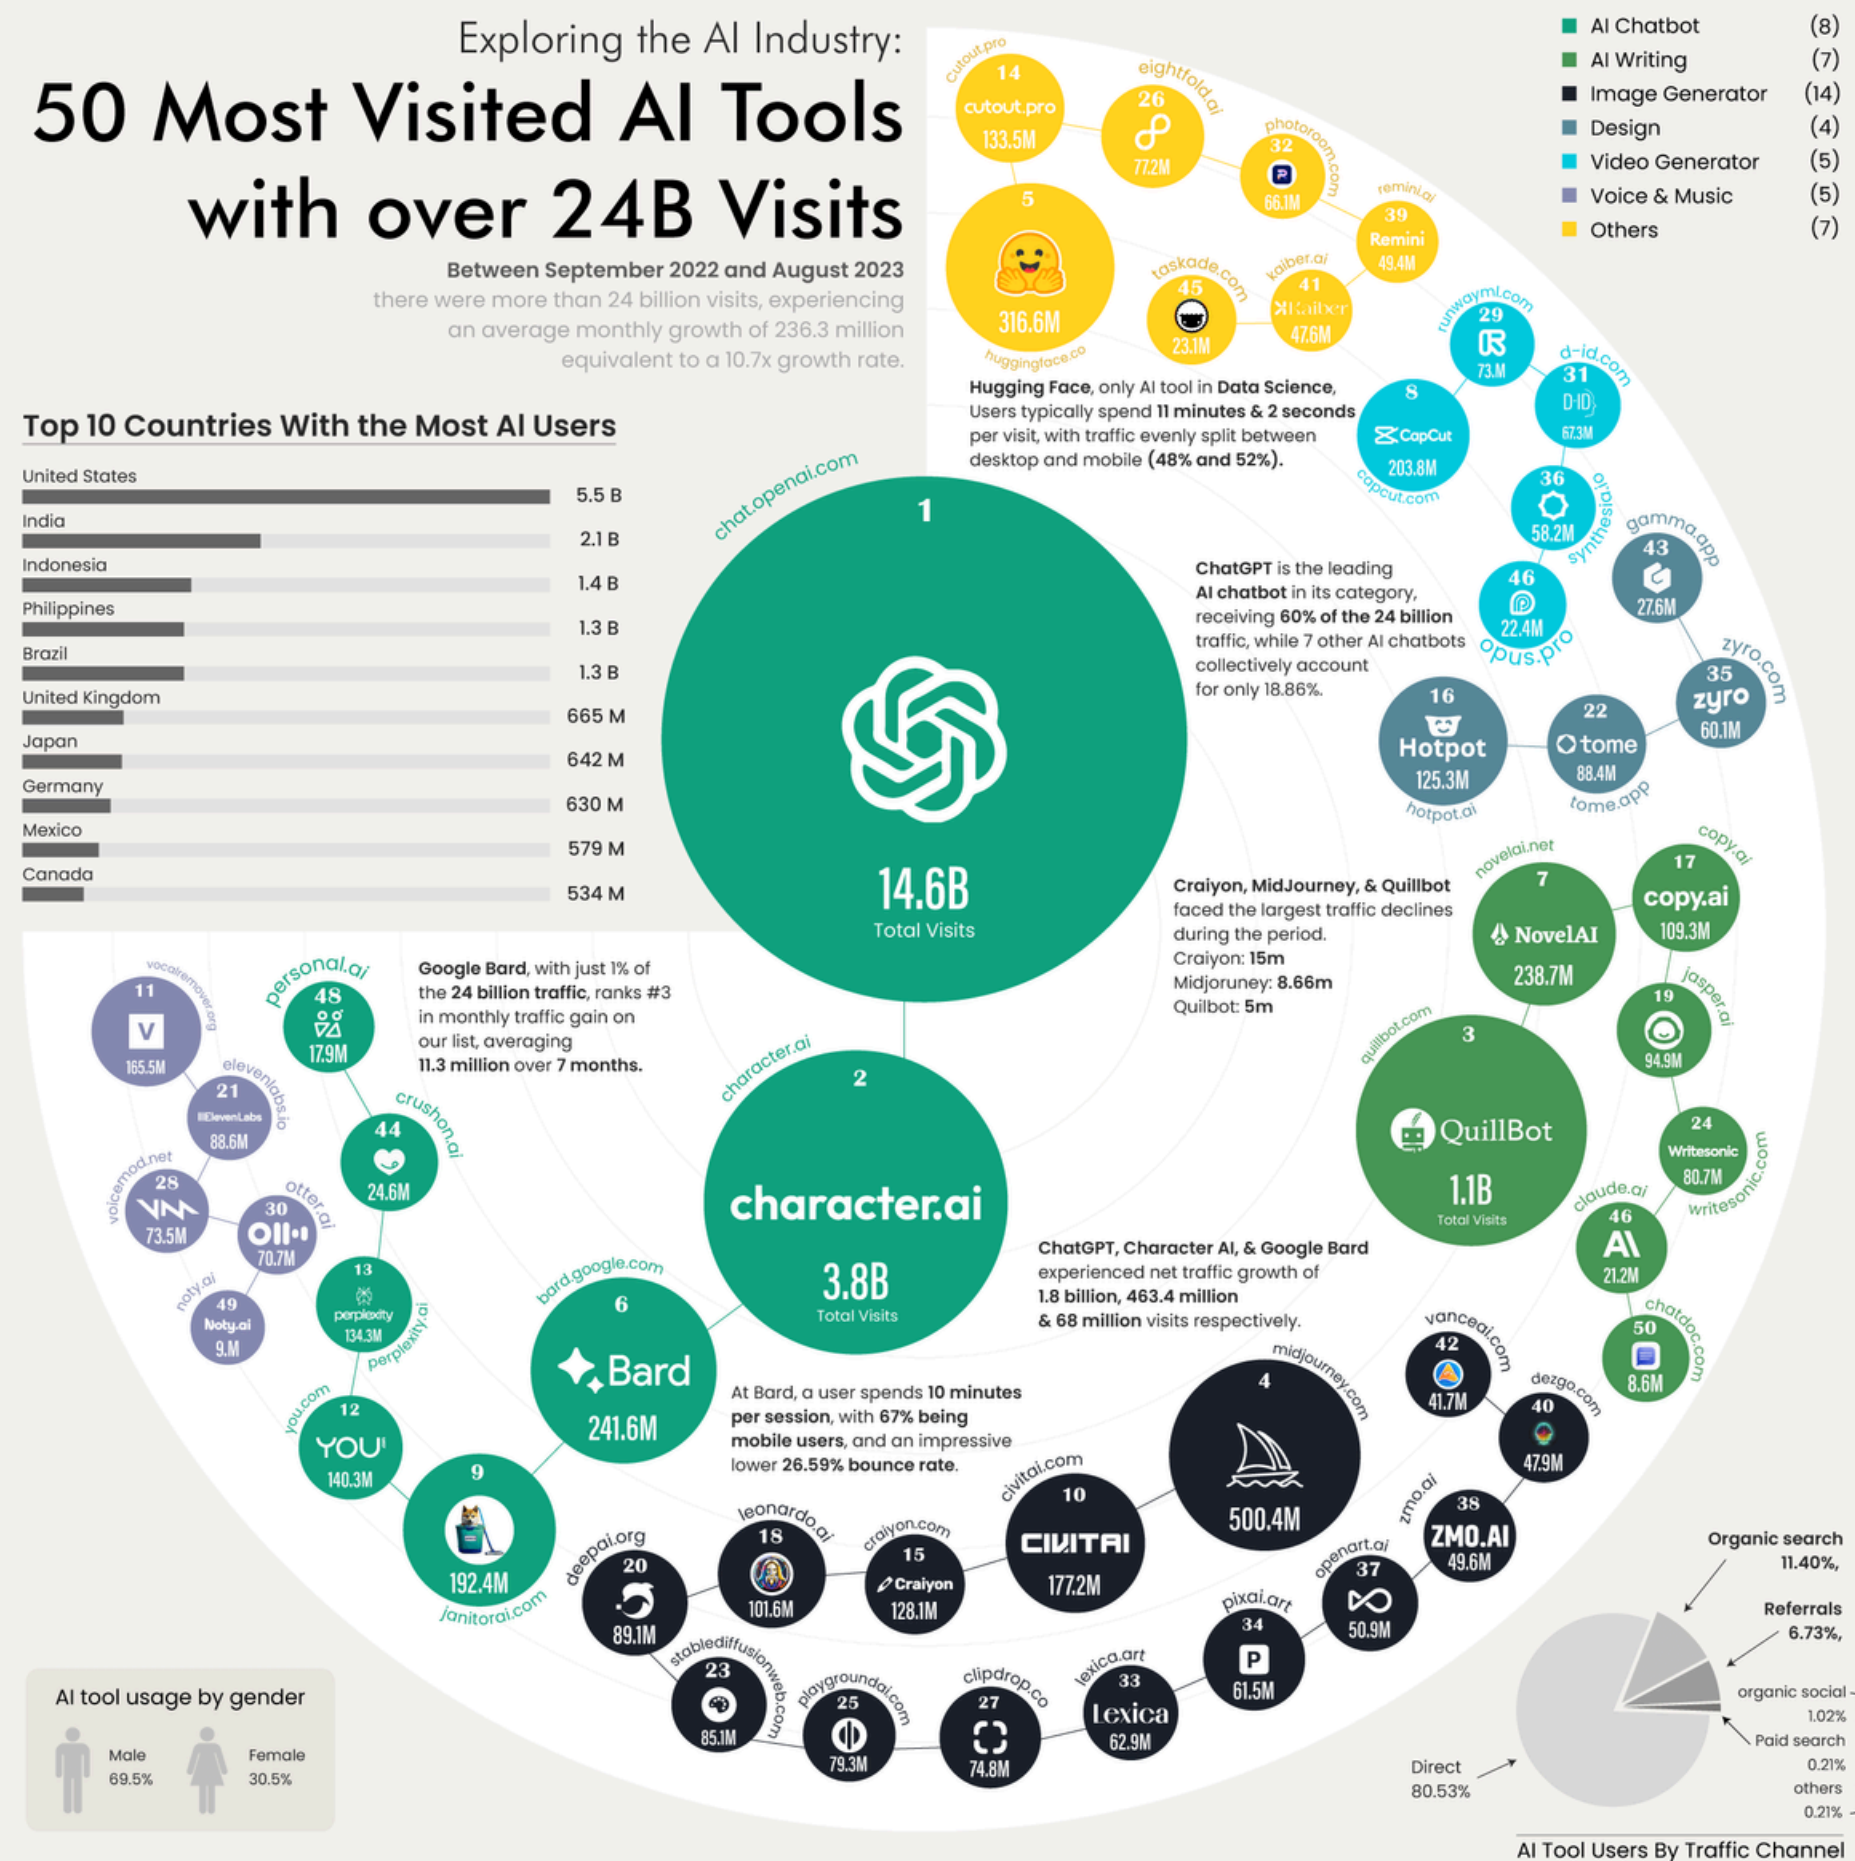 Exploring the AI Industry:
50 Most Visited AI Tools
with over 24B Visits
Between September 2022 and August 2023
there were more than 24 billion visits, experiencing
an average monthly growth of 236.3 million
equivalent to a 10.7x growth rate.
AI Chatbot (8)
AI Writing (7)
Image Generator (14)
Design (4)
Video Generator (5)
Voice & Music (5)
Others (7)
Top 10 Countries With the Most AI Users
United States
5.5 B
India
2.1 B
Indonesia
1.4 B
Philippines
1.3 B
Brazil
1.3 B
United Kingdom
665 M
Japan
642 M
Germany
630 M
Mexico
579 M
Canada
534 M
cutout.pro
14
cutout.pro
133.5M
eightfold.ai
26
77.2M
photoroom.com
32
66.1M
remini.ai
39
Remini
49.4M
kaiber.ai
41
Kaiber
47.6M
taskade.com
45
23.1M
5
316.6M
huggingface.co
Hugging Face, only AI tool in Data Science,
Users typically spend 11 minutes & 2 seconds
per visit, with traffic evenly split between
desktop and mobile (48% and 52%).
runwayml.com
29
73.M
d-id.com
31
D-ID
67.3M
8
CapCut
203.8M
capcut.com
36
58.2M
synthesia.io
46
22.4M
opus.pro
gamma.app
43
27.6M
zyro.com
35
zyro
60.1M
22
tome
88.4M
tome.app
16
Hotpot
125.3M
hotpot.ai
chat.openai.com
1
14.6B
Total Visits
ChatGPT is the leading
AI chatbot in its category,
receiving 60% of the 24 billion
traffic, while 7 other AI chatbots
collectively account
for only 18.86%.
Craiyon, MidJourney, & Quillbot
faced the largest traffic declines
during the period.
Craiyon: 15m
Midjoruney: 8.66m
Quilbot: 5m
novelai.net
7
NovelAI
238.7M
copy.ai
17
copy.ai
109.3M
jasper.ai
19
94.9M
quillbot.com
3
QuillBot
1.1B
Total Visits
24
Writesonic
80.7M
writesonic.com
claude.ai
46
AI
21.2M
chatdoc.com
50
8.6M
vocalremover.org
11
V
165.5M
elevenlabs.io
21
IIElevenLabs
88.6M
voicemod.net
28
73.5M
otter.ai
30
70.7M
noty.ai
49
Noty.ai
9.M
personal.ai
48
17.9M
crushon.ai
44
24.6M
13
perplexity
134.3M
perplexity.ai
you.com
12
YOU
140.3M
9
192.4M
janitorai.com
Google Bard, with just 1% of
the 24 billion traffic, ranks #3
in monthly traffic gain on
our list, averaging
11.3 million over 7 months.
character.ai
2
character.ai
3.8B
Total Visits
bard.google.com
6
Bard
241.6M
ChatGPT, Character AI, & Google Bard
experienced net traffic growth of
1.8 billion, 463.4 million
& 68 million visits respectively.
At Bard, a user spends 10 minutes
per session, with 67% being
mobile users, and an impressive
lower 26.59% bounce rate.
midjourney.com
4
500.4M
civitai.com
10
CIVITAI
177.2M
craiyon.com
15
Craiyon
128.1M
leonardo.ai
18
101.6M
deepai.org
20
89.1M
stablediffusionweb.com
23
85.1M
playgroundai.com
25
79.3M
clipdrop.co
27
74.8M
lexica.art
33
Lexica
62.9M
pixai.art
34
P
61.5M
openart.ai
37
50.9M
zmo.ai
38
ZMO.AI
49.6M
dezgo.com
40
47.9M
vanceai.com
42
41.7M
AI tool usage by gender
Male
69.5%
Female
30.5%
Organic search
11.40%,
Referrals
6.73%,
organic social
1.02%
Paid search
0.21%
others
0.21%
Direct
80.53%
AI Tool Users By Traffic Channel